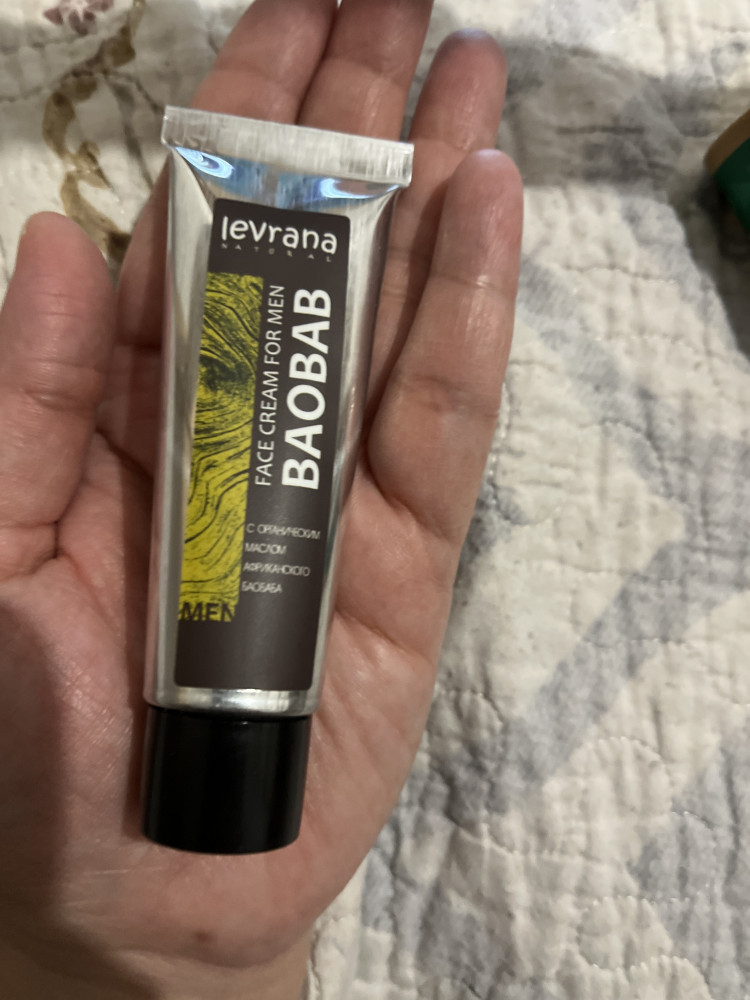 levrana
NATURAL
FACE CREAM FOR MEN
BAOBAB
С ОРГАНИЧЕСКИМ
МАСЛОМ
АФРИКАНСКОГО
БАОБАБА
MEN